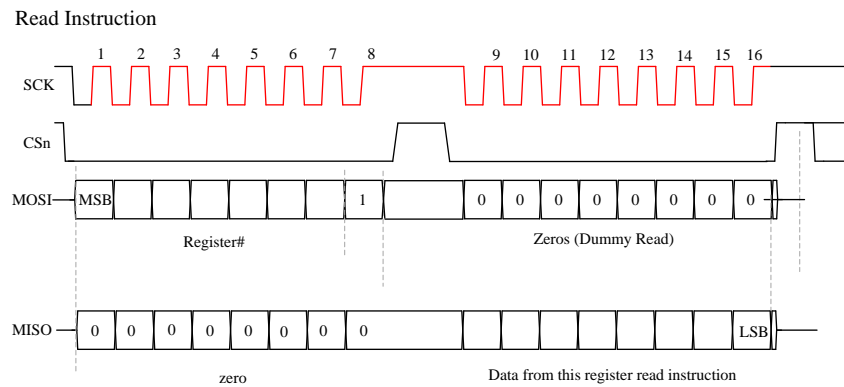 Read Instruction
1 2 3 4 5 6 7 8 9 10 11 12 13 14 15 16
SCK
CSn
MOSI MSB 1 0 0 0 0 0 0 0 0
Register# Zeros (Dummy Read)
MISO 0 0 0 0 0 0 0 0 LSB
zero Data from this register read instruction